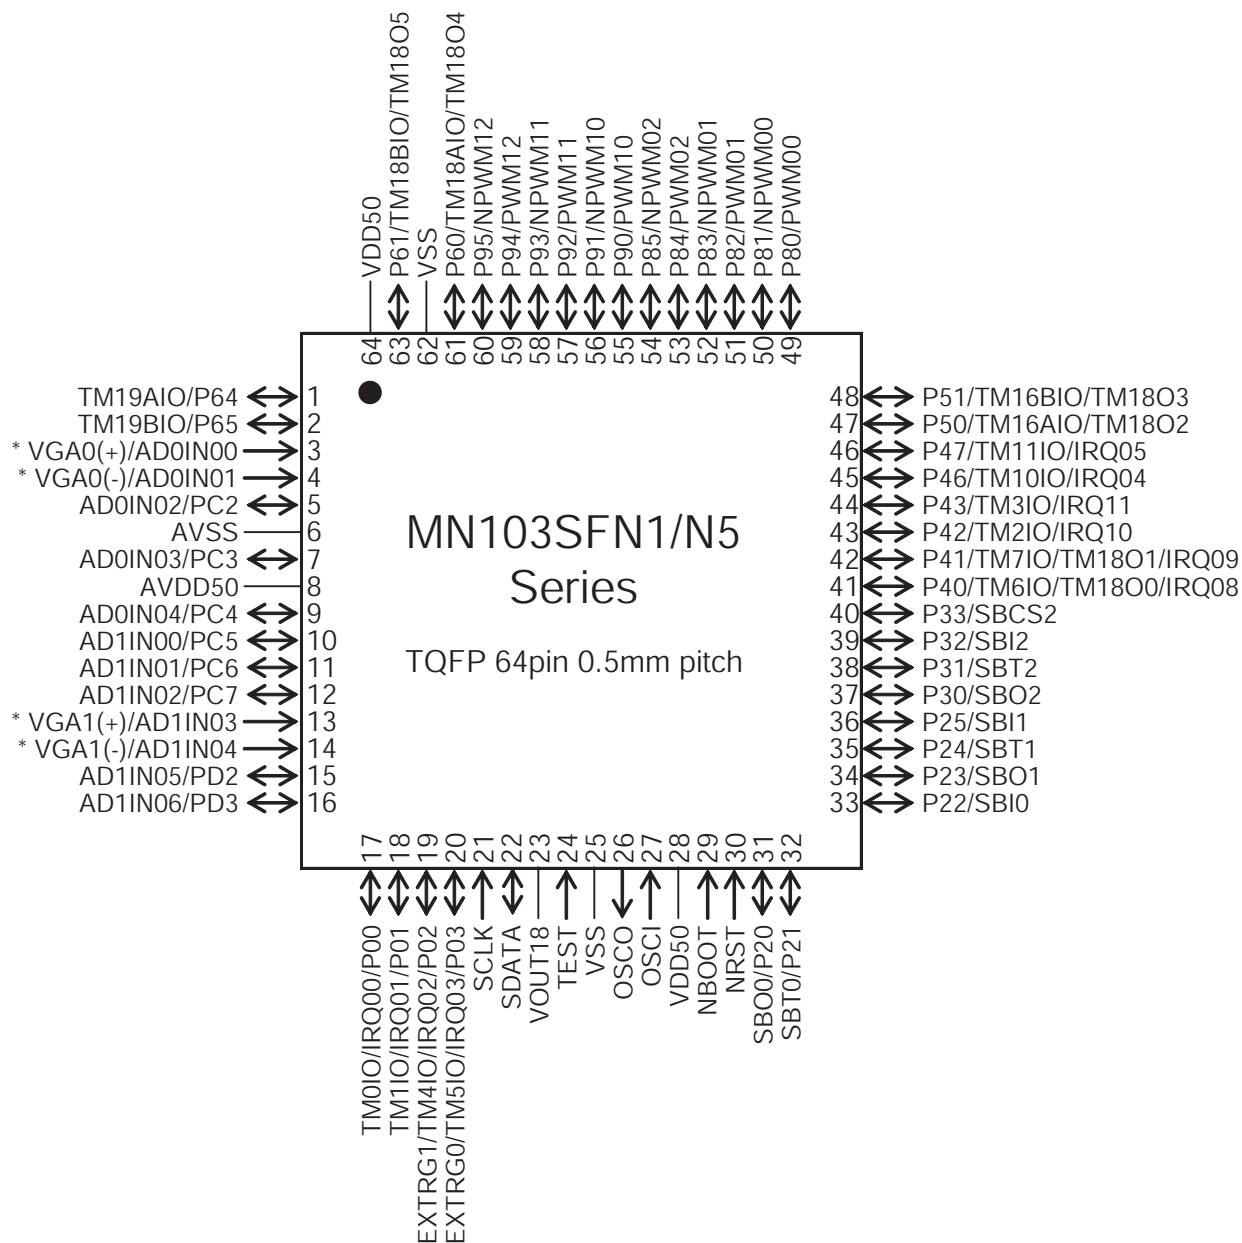 P61/TM18BIO/TM18O5
P60/TM18AIO/TM18O4
VDD50
VSS
P95/NPWM12
P94/PWM12
P93/NPWM11
P92/PWM11
P91/NPWM10
P90/PWM10
P85/NPWM02
P84/PWM02
P83/NPWM01
P82/PWM01
P81/NPWM00
P80/PWM00
64
63
62
61
60
59
58
57
56
55
54
53
52
51
50
49
TM19AIO/P64 1
TM19BIO/P65 2
* VGA0(+)/AD0IN00 3
* VGA0(-)/AD0IN01 4
AD0IN02/PC2 5
AVSS 6
AD0IN03/PC3 7
AVDD50 8
AD0IN04/PC4 9
AD1IN00/PC5 10
AD1IN01/PC6 11
AD1IN02/PC7 12
* VGA1(+)/AD1IN03 13
* VGA1(-)/AD1IN04 14
AD1IN05/PD2 15
AD1IN06/PD3 16
MN103SFN1/N5
Series
TQFP 64pin 0.5mm pitch
48 P51/TM16BIO/TM18O3
47 P50/TM16AIO/TM18O2
46 P47/TM11IO/IRQ05
45 P46/TM10IO/IRQ04
44 P43/TM3IO/IRQ11
43 P42/TM2IO/IRQ10
42 P41/TM7IO/TM18O1/IRQ09
41 P40/TM6IO/TM18O0/IRQ08
40 P33/SBCS2
39 P32/SBI2
38 P31/SBT2
37 P30/SBO2
36 P25/SBI1
35 P24/SBT1
34 P23/SBO1
33 P22/SBI0
17
18
19
20
21
22
23
24
25
26
27
28
29
30
31
32
TM0IO/IRQ00/P00
TM1IO/IRQ01/P01
EXTRG1/TM4IO/IRQ02/P02
EXTRG0/TM5IO/IRQ03/P03
SCLK
SDATA
VOUT18
TEST
VSS
OSCO
OSCI
VDD50
NBOOT
NRST
SBO0/P20
SBT0/P21